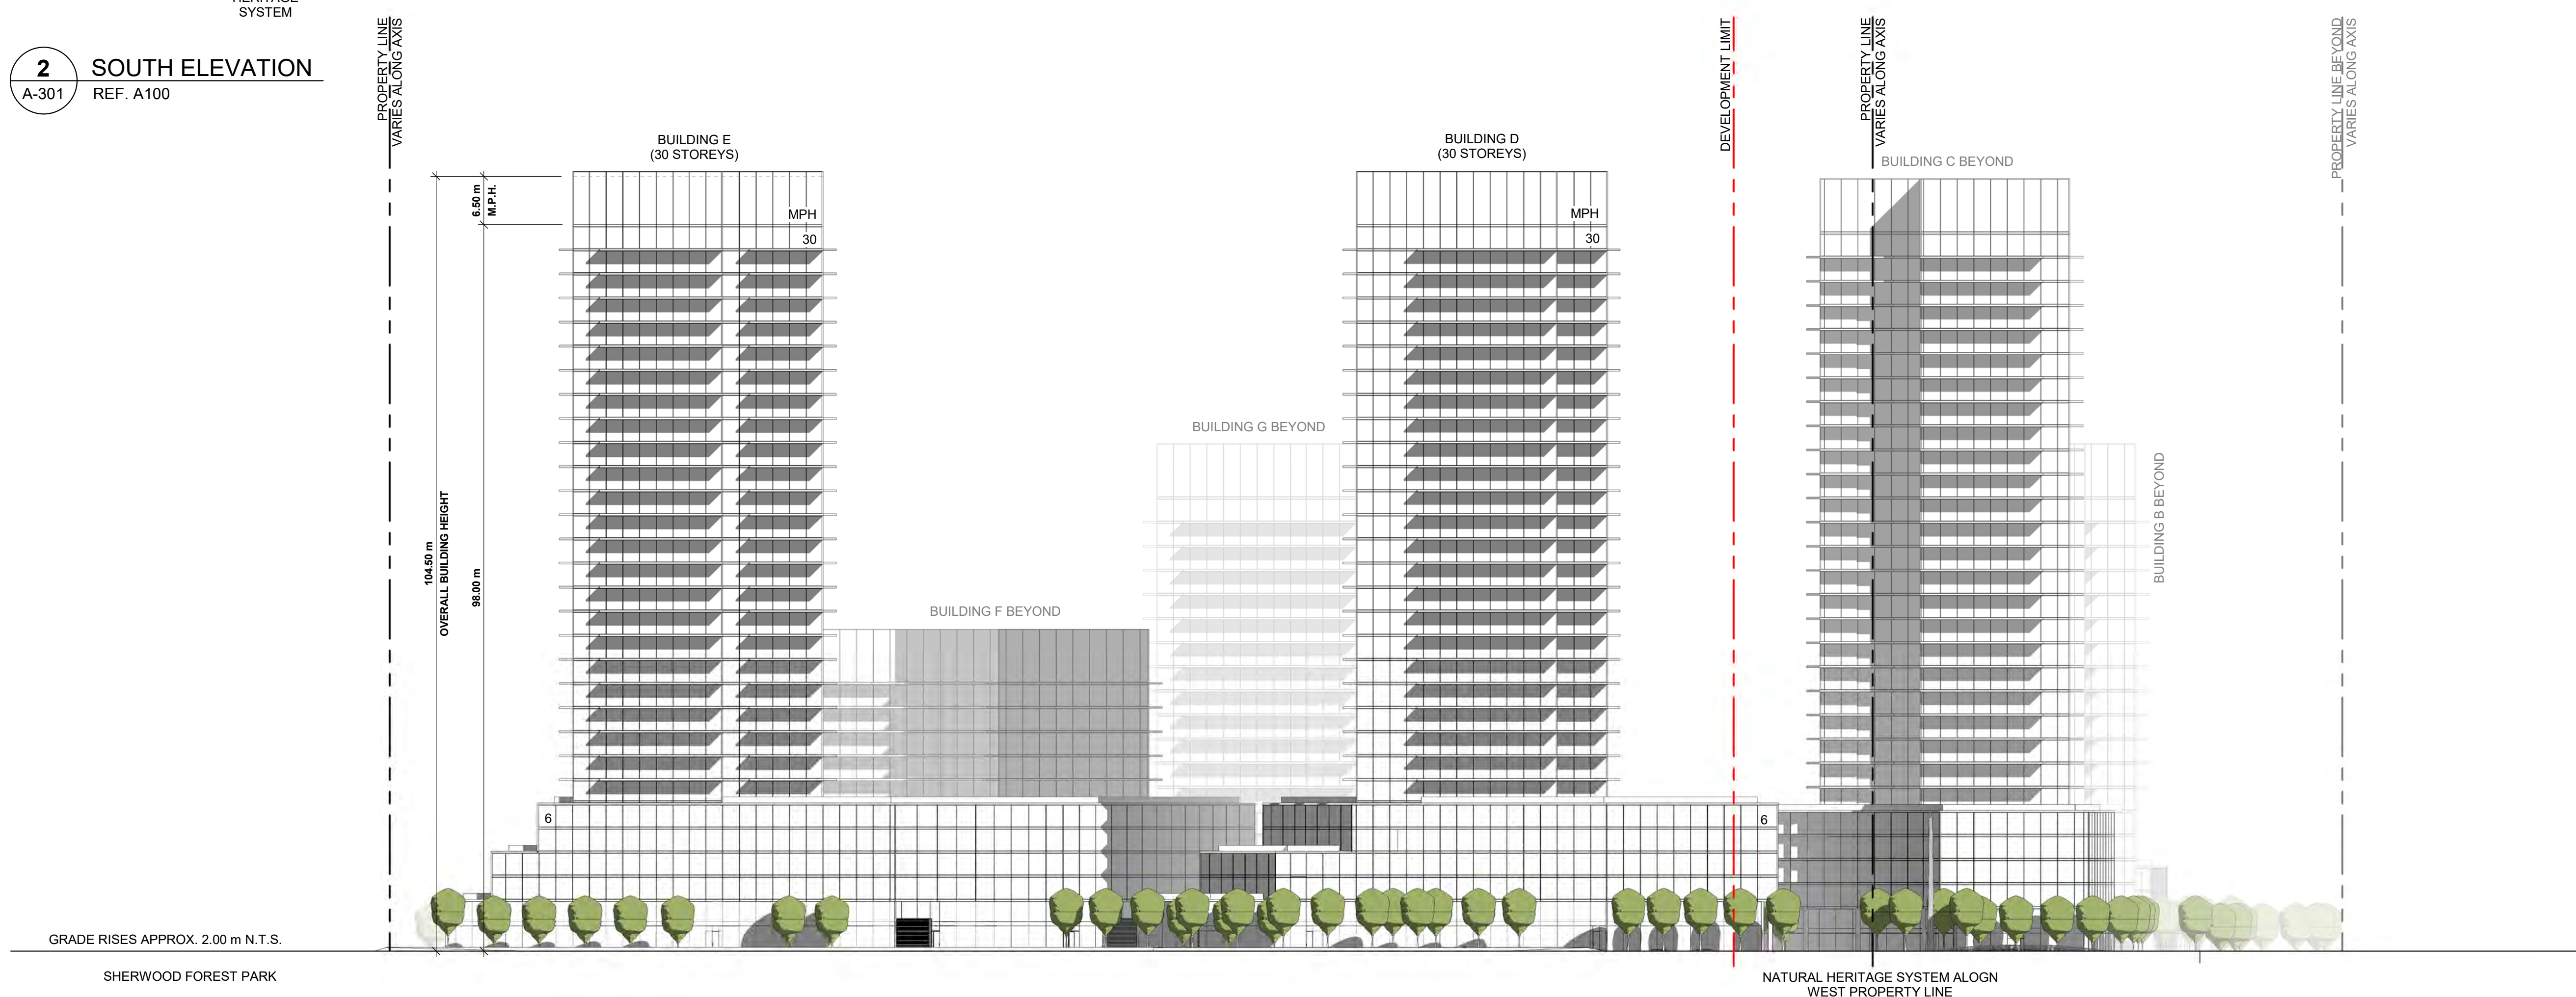 HERITAGE
SYSTEM
2
A-301
SOUTH ELEVATION
REF. A100
PROPERTY LINE
VARIES ALONG AXIS
DEVELOPMENT LIMIT
PROPERTY LINE
VARIES ALONG AXIS
PROPERTY LINE BEYOND
VARIES ALONG AXIS
BUILDING E
(30 STOREYS)
BUILDING D
(30 STOREYS)
BUILDING C BEYOND
6.50 m
M.P.H.
MPH
30
MPH
30
BUILDING G BEYOND
BUILDING B BEYOND
104.50 m
OVERALL BUILDING HEIGHT
98.00 m
BUILDING F BEYOND
6
6
GRADE RISES APPROX. 2.00 m N.T.S.
SHERWOOD FOREST PARK
NATURAL HERITAGE SYSTEM ALOGN
WEST PROPERTY LINE